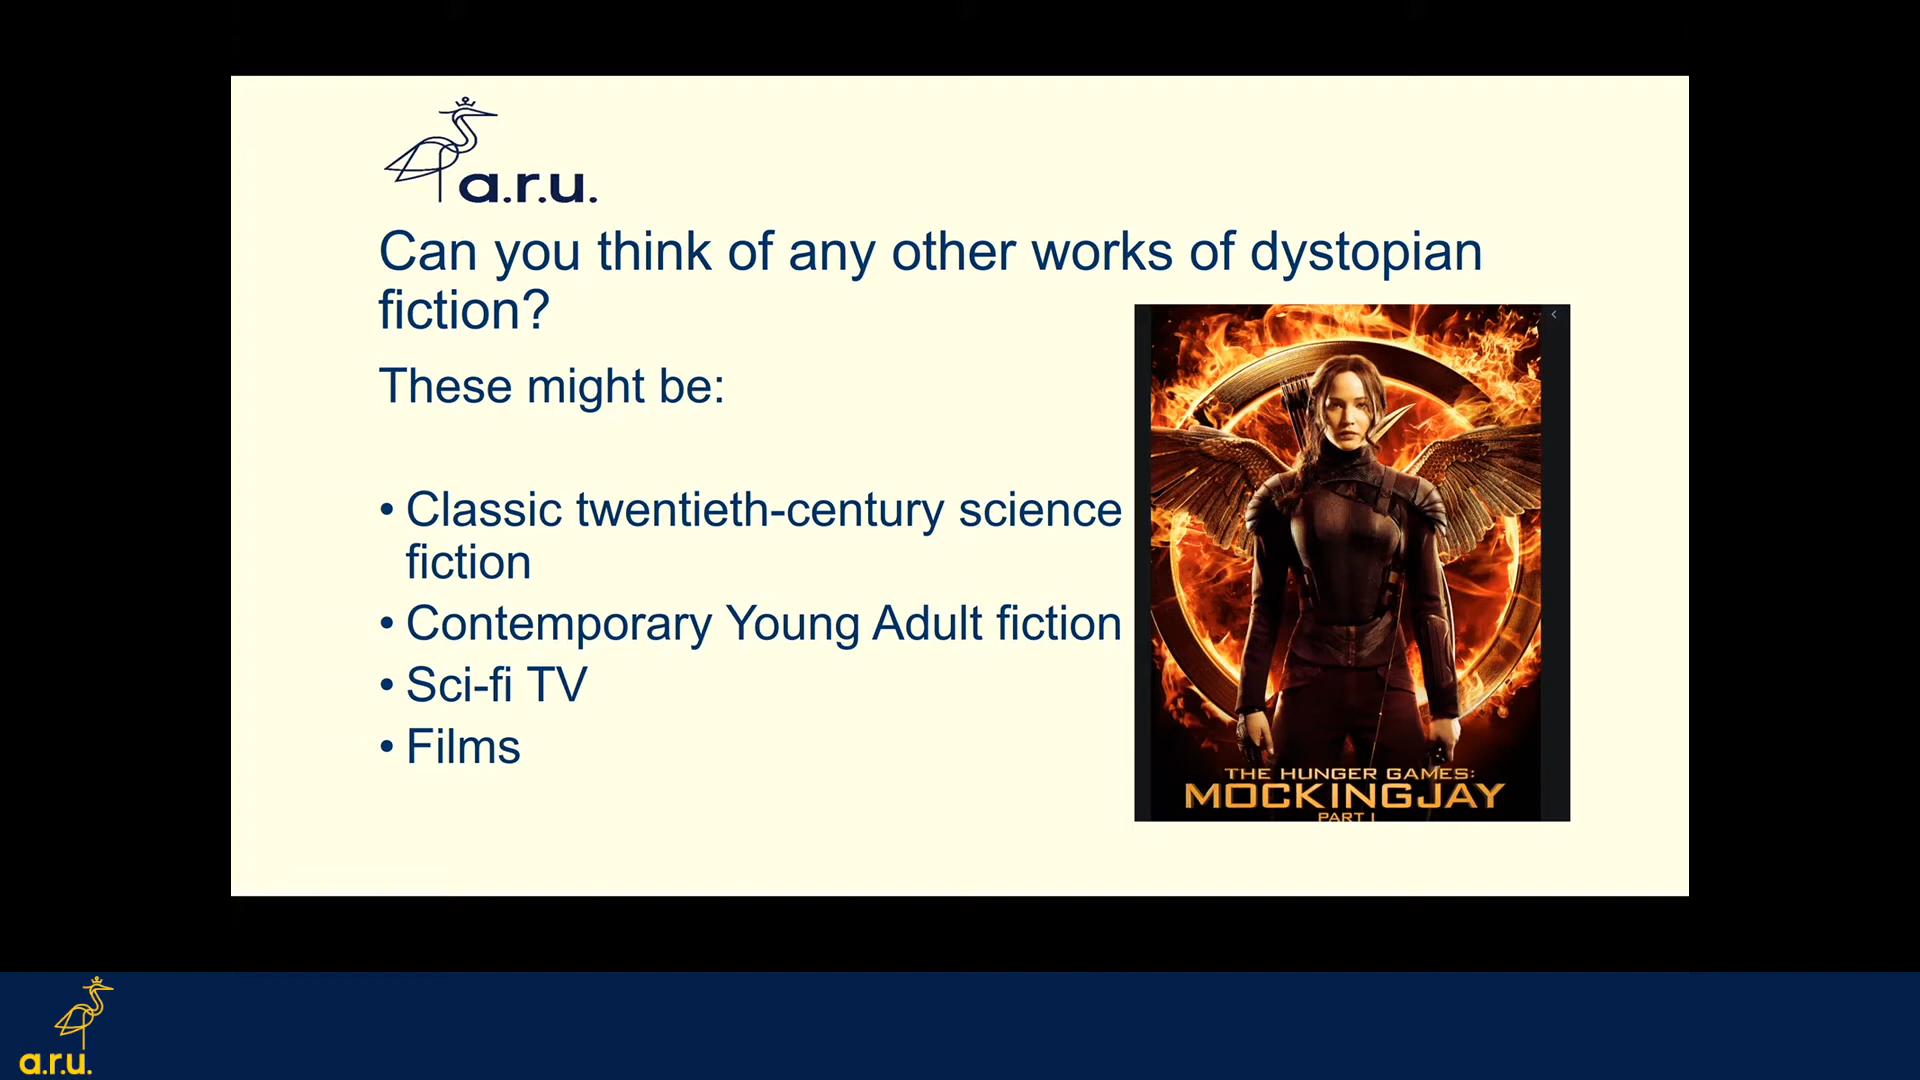 a.r.u.
Can you think of any other works of dystopian
fiction?
These might be:
• Classic twentieth-century science
fiction
• Contemporary Young Adult fiction
• Sci-fi TV
• Films
THE HUNGER GAMES:
MOCKINGJAY
PART 1
a.r.u.